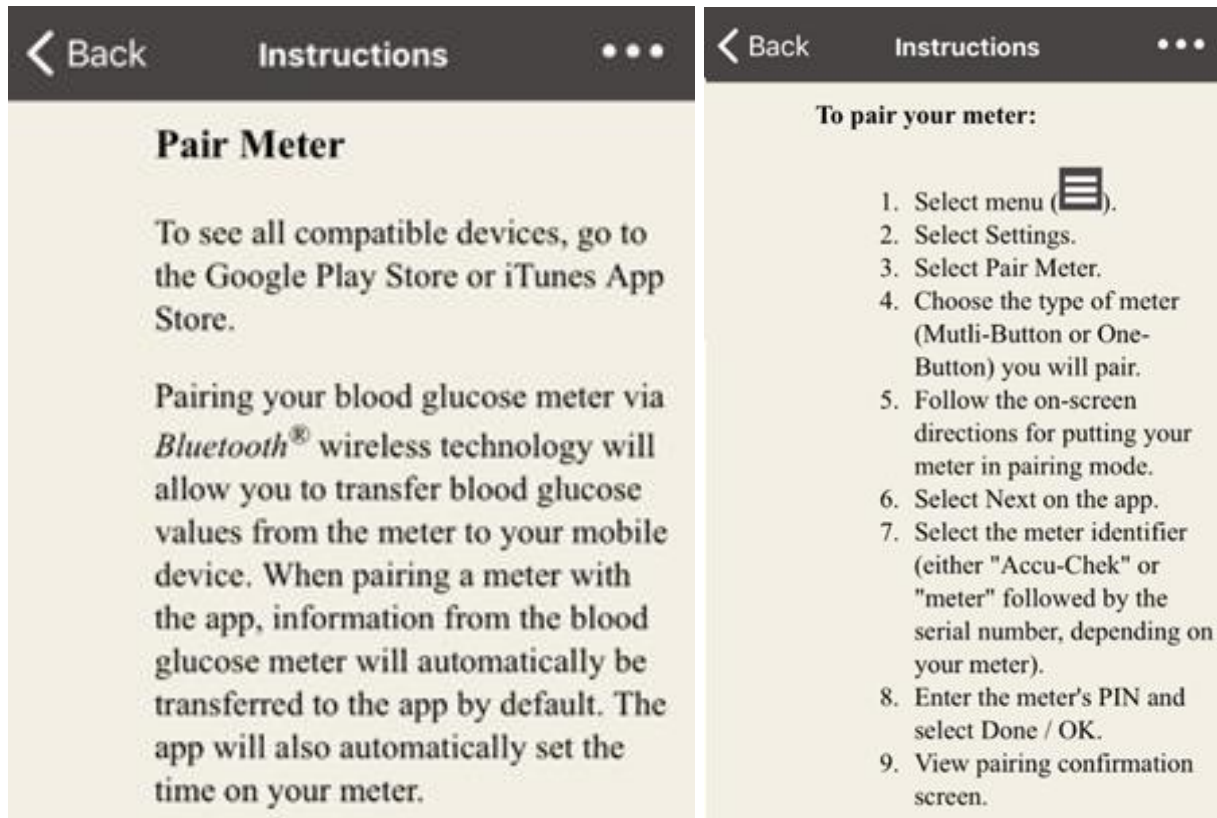 Back Instructions
Pair Meter
To see all compatible devices, go to
the Google Play Store or iTunes App
Store.
Pairing your blood glucose meter via
Bluetooth® wireless technology will
allow you to transfer blood glucose
values from the meter to your mobile
device. When pairing a meter with
the app, information from the blood
glucose meter will automatically be
transferred to the app by default. The
app will also automatically set the
time on your meter.
Back Instructions
To pair your meter:
1. Select menu ( ).
2. Select Settings.
3. Select Pair Meter.
4. Choose the type of meter
(Mutli-Button or One-
Button) you will pair.
5. Follow the on-screen
directions for putting your
meter in pairing mode.
6. Select Next on the app.
7. Select the meter identifier
(either "Accu-Chek" or
"meter" followed by the
serial number, depending on
your meter).
8. Enter the meter's PIN and
select Done / OK.
9. View pairing confirmation
screen.